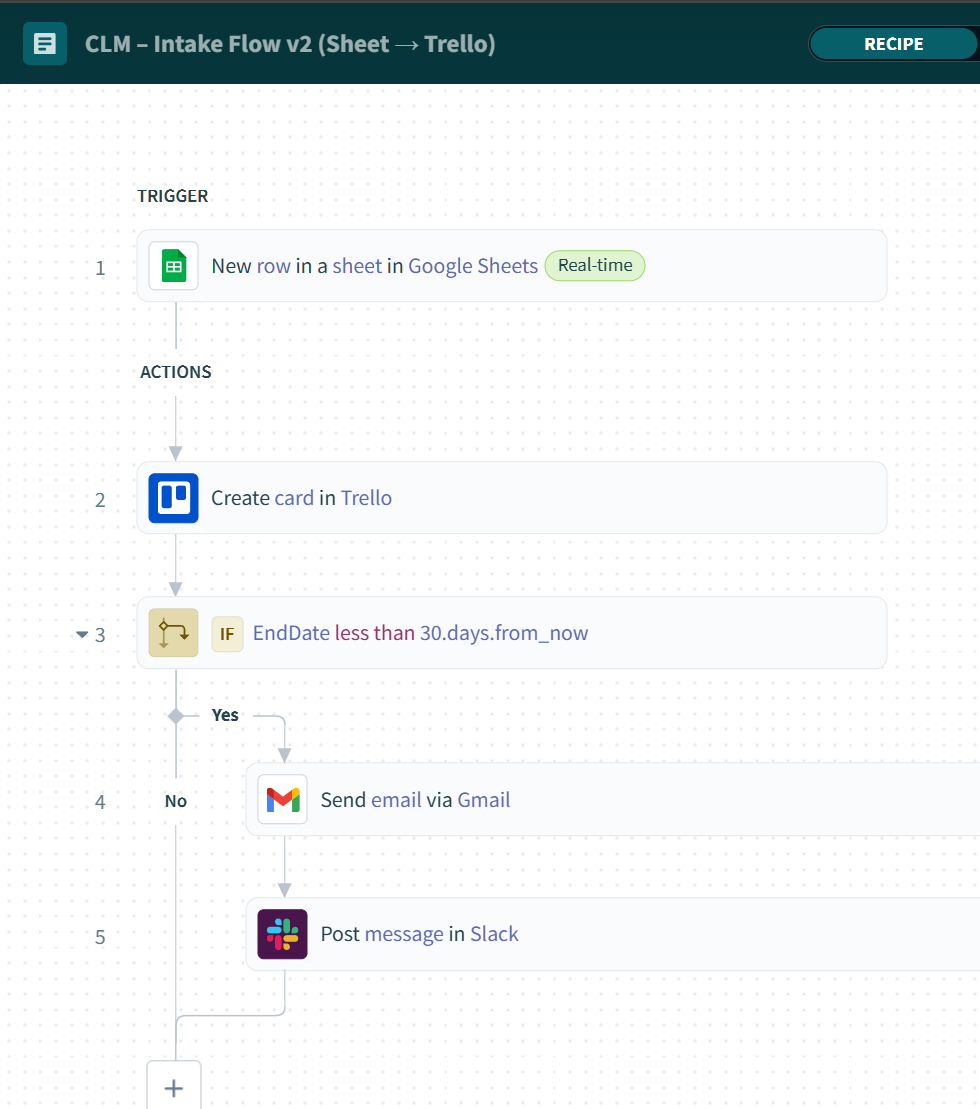 CLM – Intake Flow v2 (Sheet → Trello)
RECIPE
TRIGGER
1
New row in a sheet in Google Sheets Real-time
ACTIONS
2
Create card in Trello
3
IF EndDate less than 30.days.from_now
Yes
4
No
Send email via Gmail
5
Post message in Slack